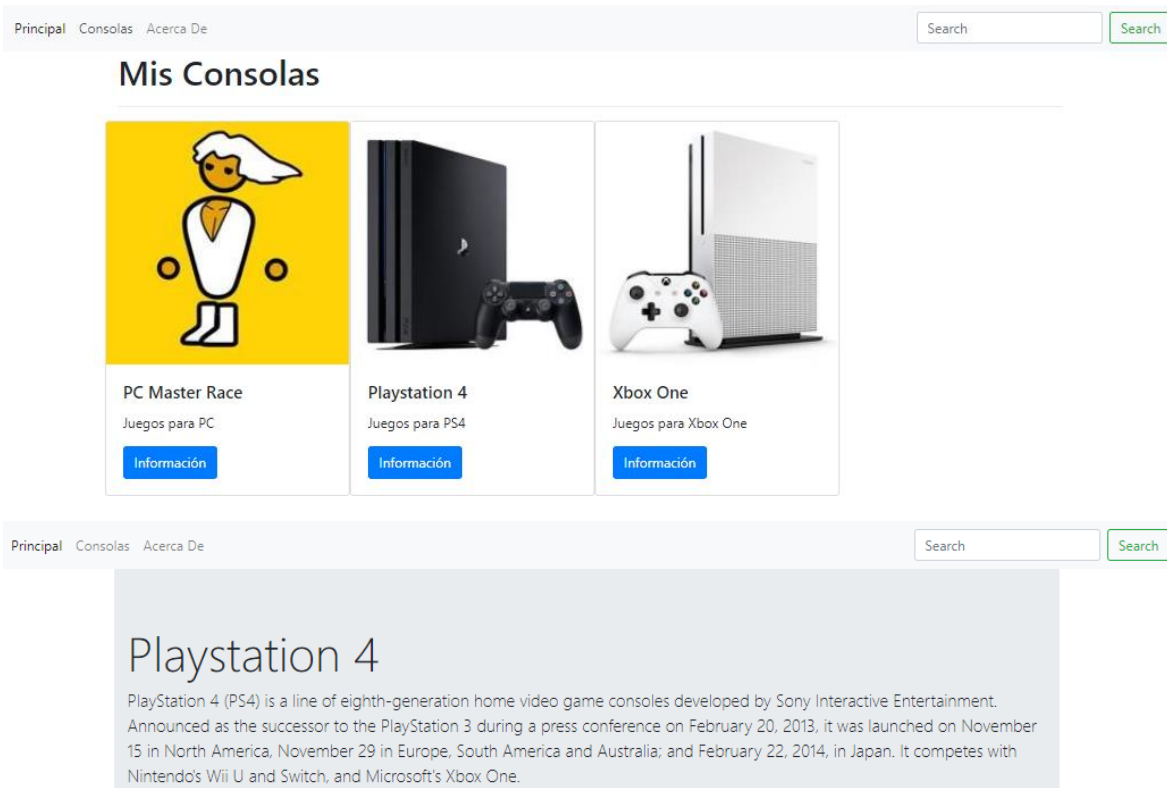 Principal Consolas Acerca De Search Search
Mis Consolas
PC Master Race Playstation 4 Xbox One
Juegos para PC Juegos para PS4 Juegos para Xbox One
Información Información Información
Principal Consolas Acerca De Search Search
Playstation 4
PlayStation 4 (PS4) is a line of eighth-generation home video game consoles developed by Sony Interactive Entertainment.
Announced as the successor to the PlayStation 3 during a press conference on February 20, 2013, it was launched on November
15 in North America, November 29 in Europe, South America and Australia; and February 22, 2014, in Japan. It competes with
Nintendo's Wii U and Switch, and Microsoft's Xbox One.